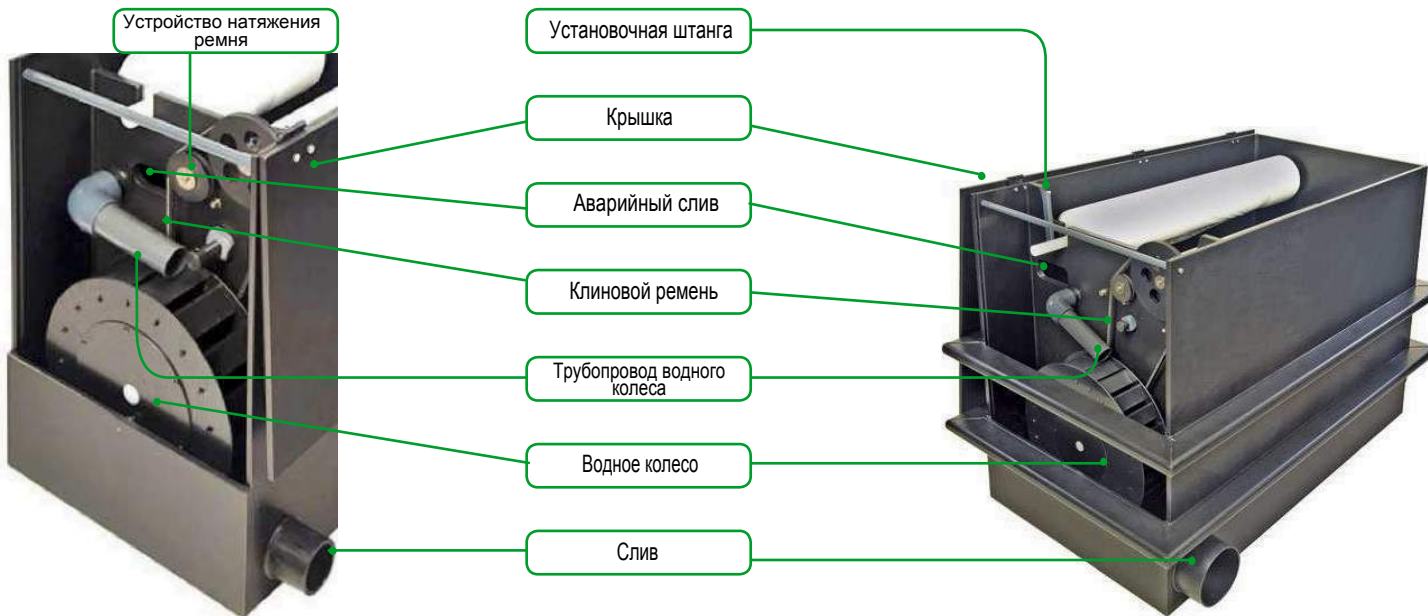 Устройство натяжения
ремня
Установочная штанга
Крышка
Аварийный слив
Клиновой ремень
Трубопровод водного
колеса
Водное колесо
Слив